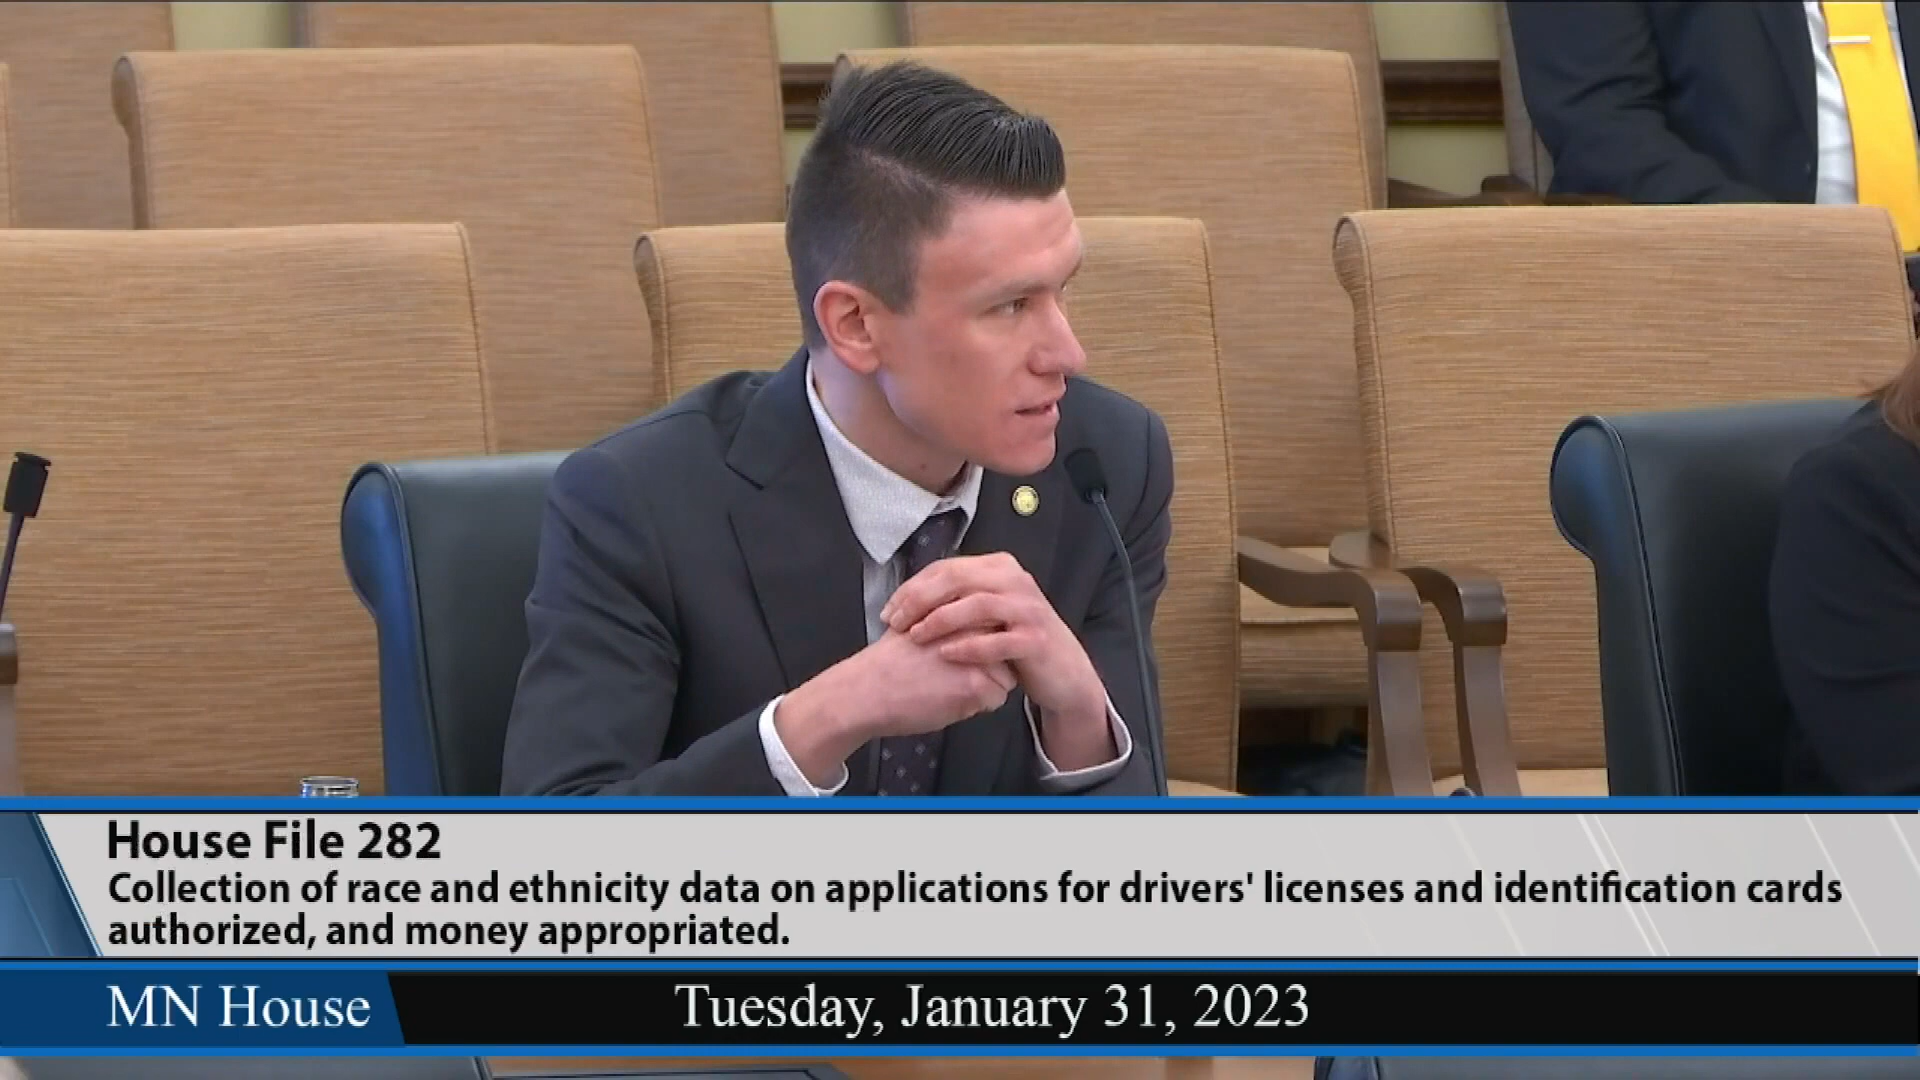 House File 282
Collection of race and ethnicity data on applications for drivers' licenses and identification cards
authorized, and money appropriated.
MN House
Tuesday, January 31, 2023